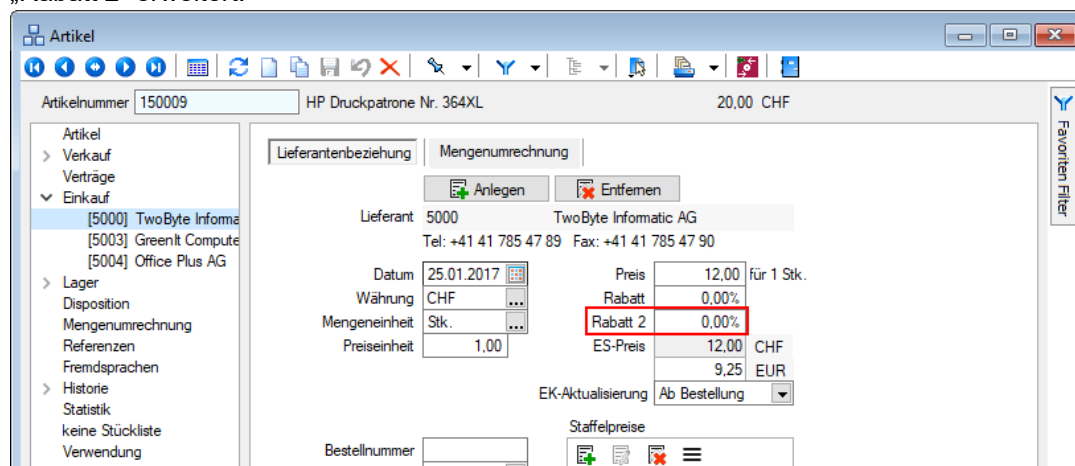 „Rabatt 2“ erweitert.
Artikel
Artikelnummer 150009 HP Druckpatrone Nr. 364XL 20,00 CHF
Favoriten Filter
Artikel
Verkauf
Verträge
Einkauf
[5000] TwoByte Informa
[5003] GreenIt Compute
[5004] Office Plus AG
Lager
Disposition
Mengenumrechnung
Referenzen
Fremdsprachen
Historie
Statistik
keine Stückliste
Verwendung
Lieferantenbeziehung Mengenumrechnung
Anlegen Entfernen
Lieferant 5000 TwoByte Informatic AG
Tel: +41 41 785 47 89 Fax: +41 41 785 47 90
Datum 25.01.2017 Preis 12,00 für 1 Stk.
Währung CHF ... Rabatt 0,00%
Mengeneinheit Stk. ... Rabatt 2 0,00%
Preiseinheit 1,00 ES-Preis 12,00 CHF
9,25 EUR
EK-Aktualisierung Ab Bestellung
Staffelpreise
Bestellnummer